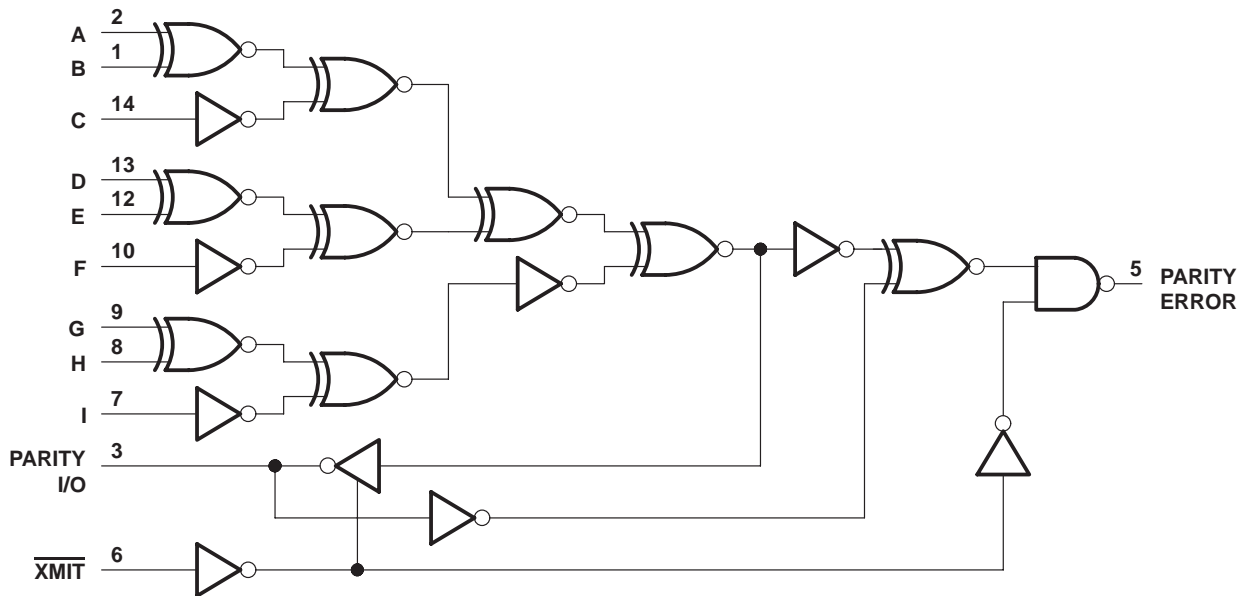 A 2
B 1
C 14
D 13
E 12
F 10
G 9
H 8
I 7
PARITY 3
I/O
XMIT 6
5 PARITY
ERROR